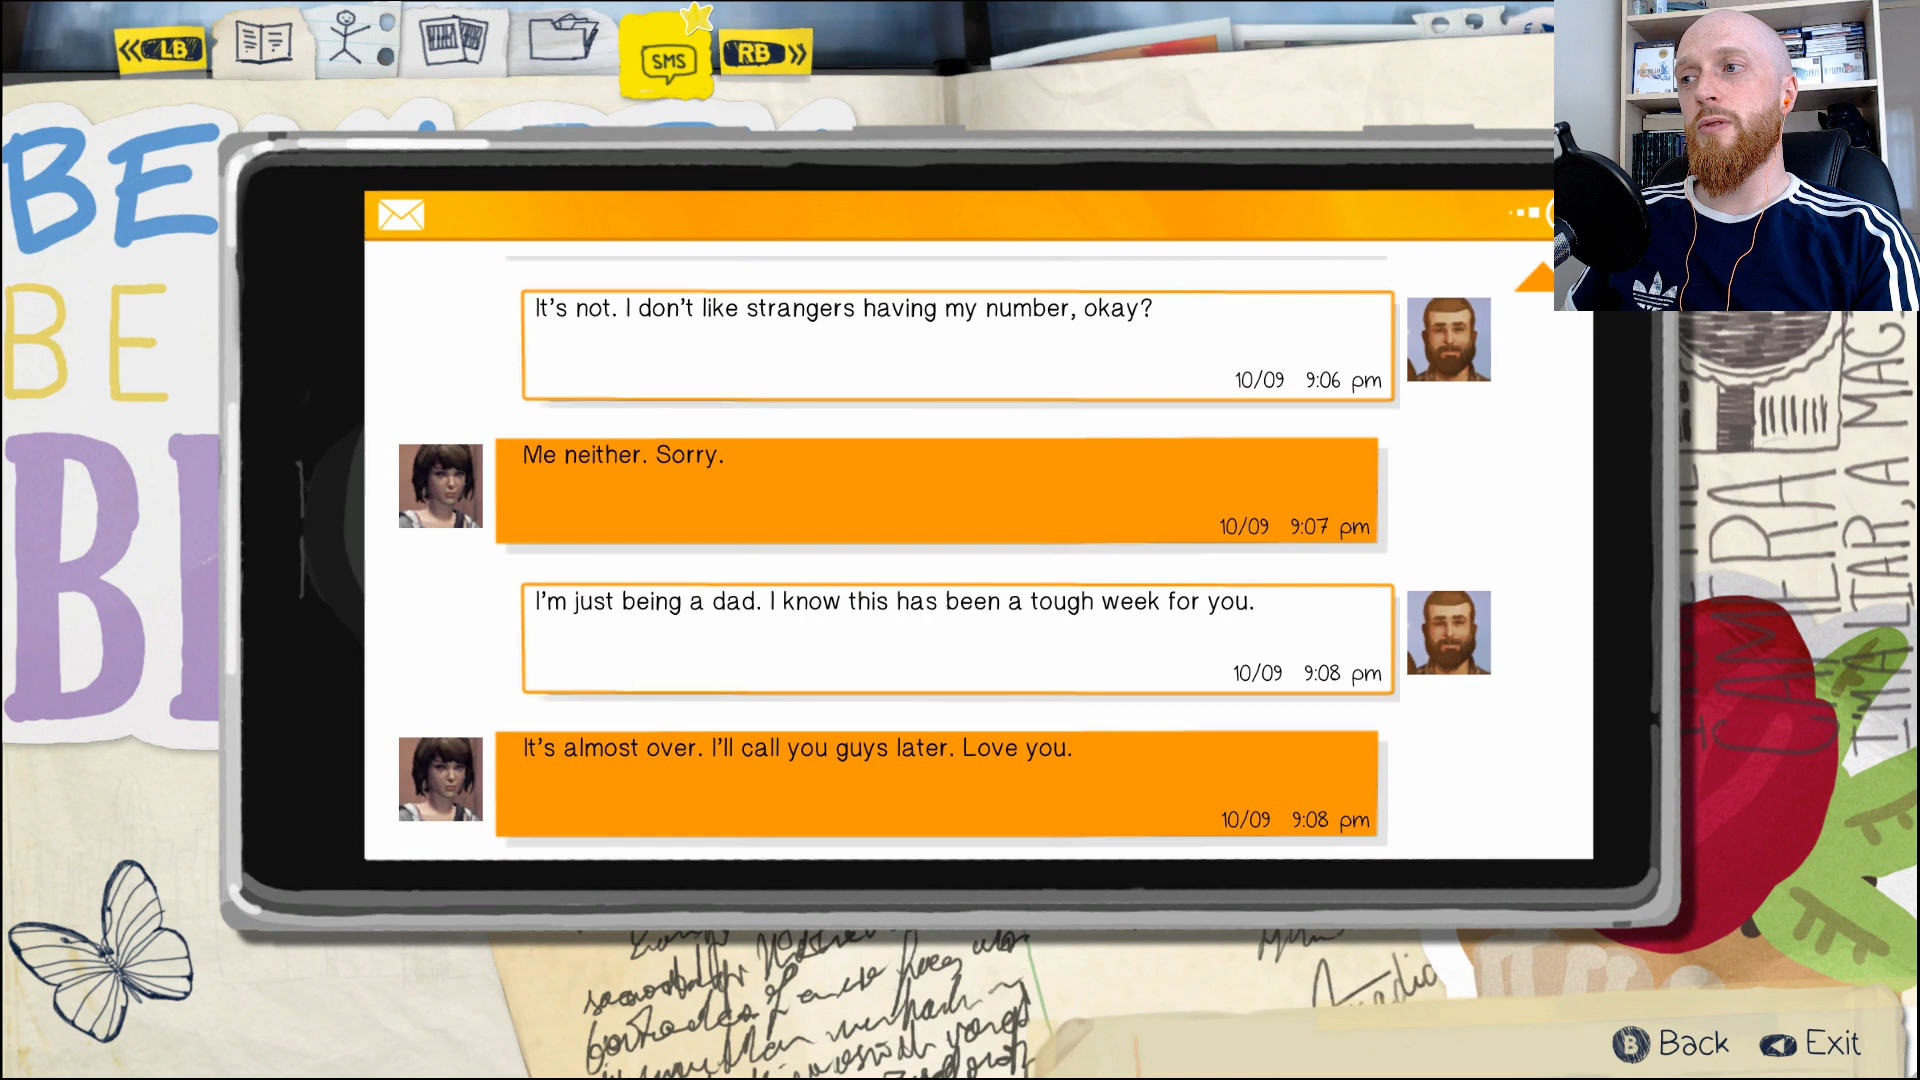 LB
SMS
RB
BE
BE
It's not. I don't like strangers having my number, okay?
10/09 9:06 pm
Me neither. Sorry.
10/09 9:07 pm
I'm just being a dad. I know this has been a tough week for you.
10/09 9:08 pm
It's almost over. I'll call you guys later. Love you.
10/09 9:08 pm
CAMERA
B Back
Exit